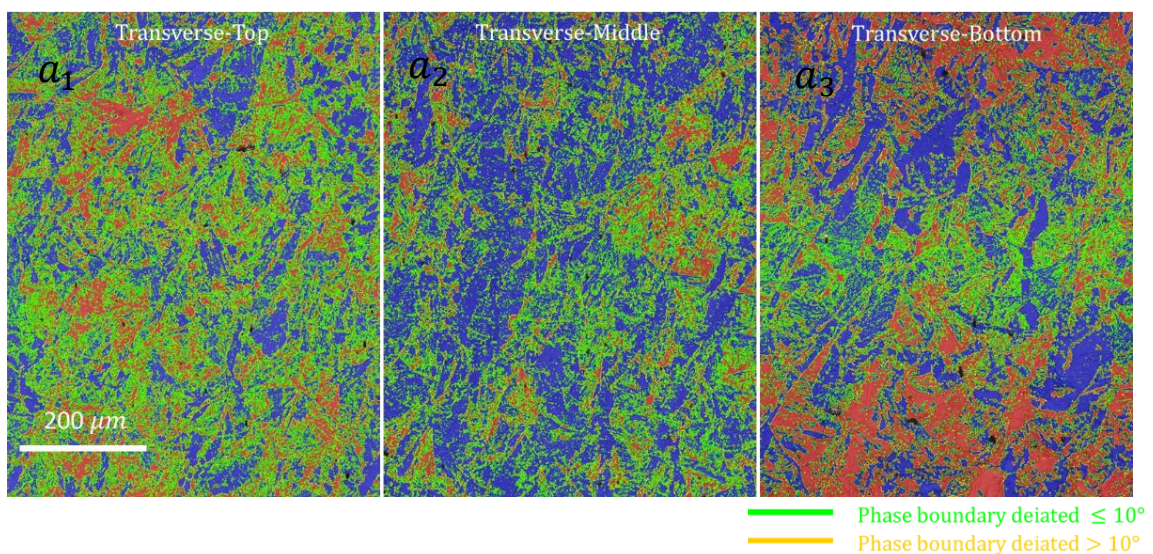 Transverse-Top
Transverse-Middle
Transverse-Bottom
a₁
a₂
a₃
200 μm
Phase boundary deiated ≤ 10°
Phase boundary deiated > 10°